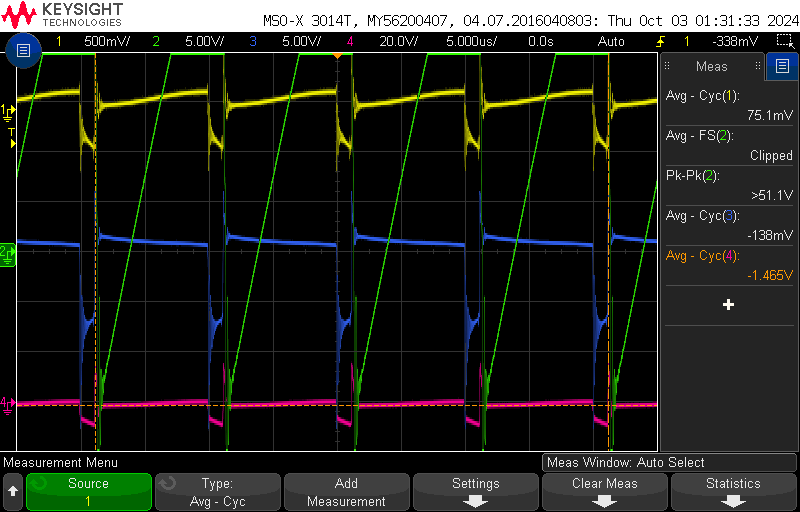 KEYSIGHT
TECHNOLOGIES
MSO-X 3014T, MY56200407, 04.07.2016040803: Thu Oct 03 01:31:33 2024
1 500mV/ 2 5.00V/ 3 5.00V/ 4 20.0V/ 5.000us/ 0.0s Auto 1 -338mV
Meas
Avg - Cyc(1):
75.1mV
Avg - FS(2):
Clipped
Pk-Pk(2):
>51.1V
Avg - Cyc(3):
-138mV
Avg - Cyc(4):
-1.465V
+
1
T
2
4
Measurement Menu
Meas Window: Auto Select
Source
1
Type:
Avg - Cyc
Add
Measurement
Settings
Clear Meas
Statistics